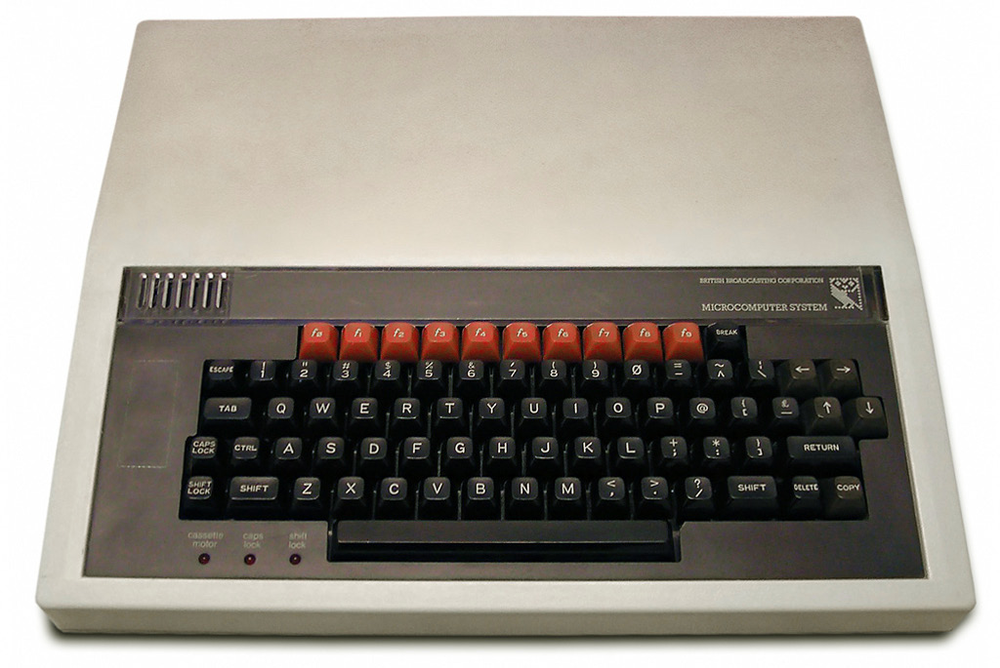 BRITISH BROADCASTING CORPORATION
MICROCOMPUTER SYSTEM
f0 f1 f2 f3 f4 f5 f6 f7 f8 f9 BREAK
ESCAPE ! 1 " 2 # 3 $ 4 % 5 & 6 ' 7 ( 8 ) 9 Ø = - ~ ^ | \ ← →
TAB Q W E R T Y U I O P @ { [ £ _ ↑ ↓
CAPS LOCK CTRL A S D F G H J K L + ; * : } ] RETURN
SHIFT LOCK SHIFT Z X C V B N M < , > . ? / SHIFT DELETE COPY
cassette motor
caps lock
shift lock